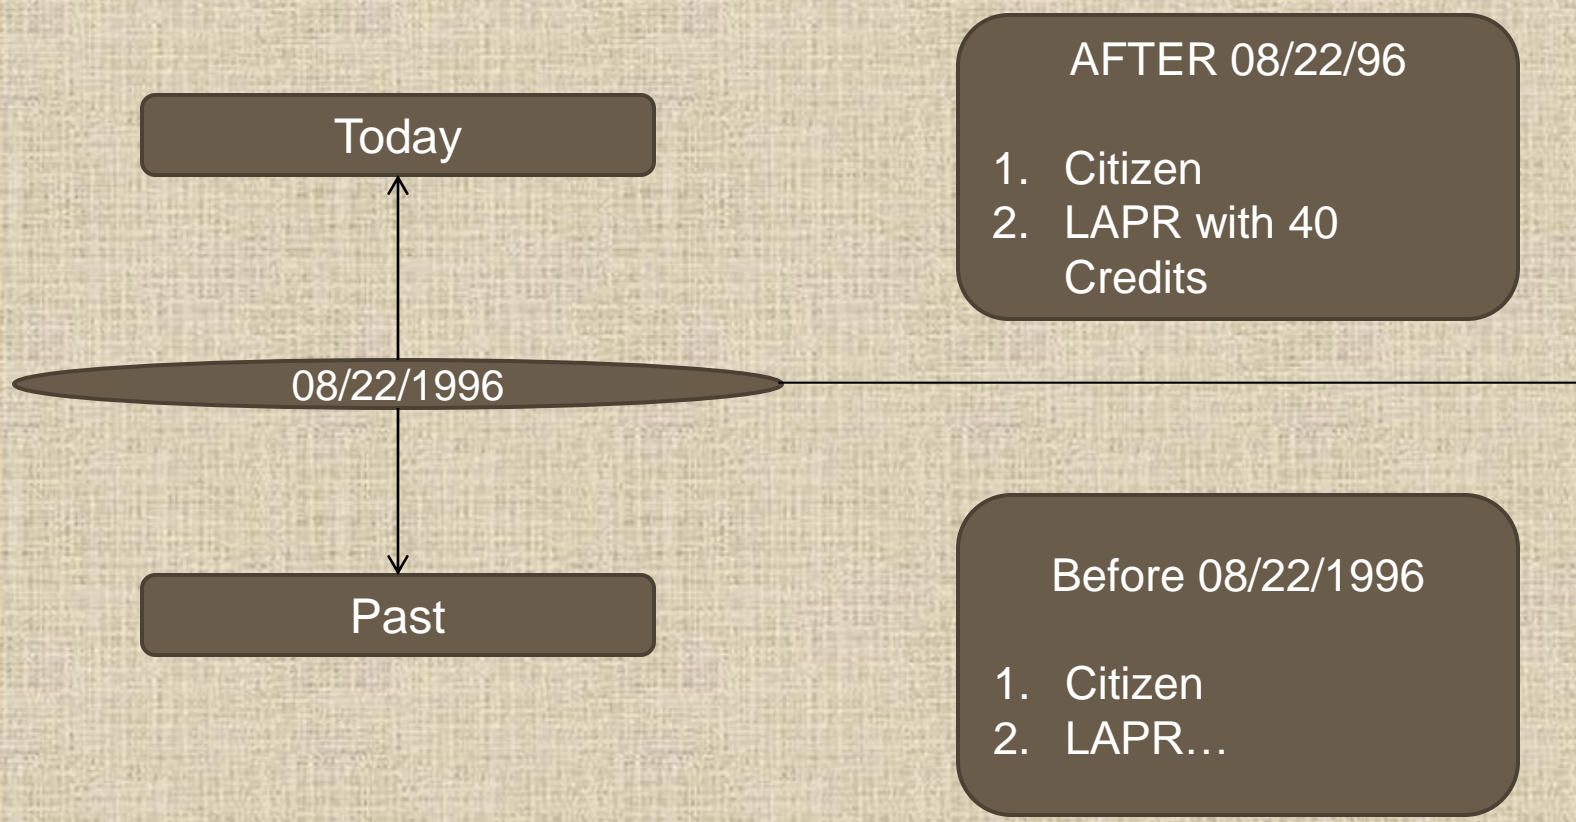 Today
08/22/1996
Past
AFTER 08/22/96
1. Citizen
2. LAPR with 40
Credits
Before 08/22/1996
1. Citizen
2. LAPR…